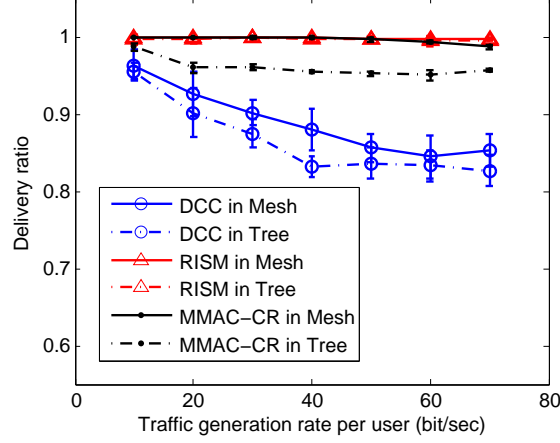 1
0.9
0.8
0.7
0.6
Delivery ratio
DCC in Mesh
DCC in Tree
RISM in Mesh
RISM in Tree
MMAC−CR in Mesh
MMAC−CR in Tree
0
20
40
60
80
Traffic generation rate per user (bit/sec)